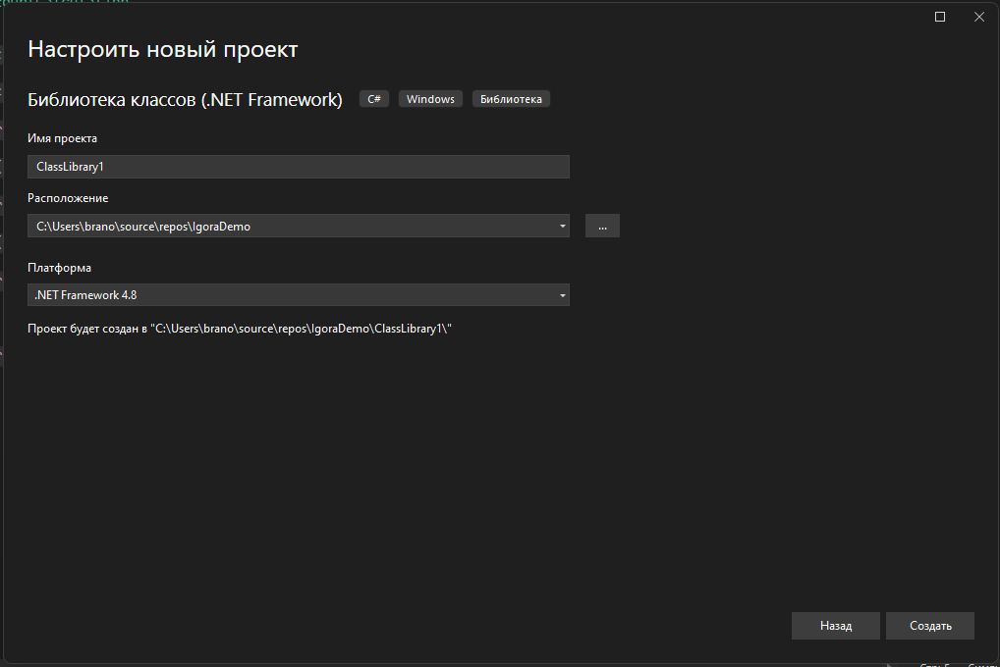 Настроить новый проект
Библиотека классов (.NET Framework) C# Windows Библиотека
Имя проекта
ClassLibrary1
Расположение
C:\Users\brano\source\repos\IgoraDemo
...
Платформа
.NET Framework 4.8
Проект будет создан в "C:\Users\brano\source\repos\IgoraDemo\ClassLibrary1\"
Назад Создать